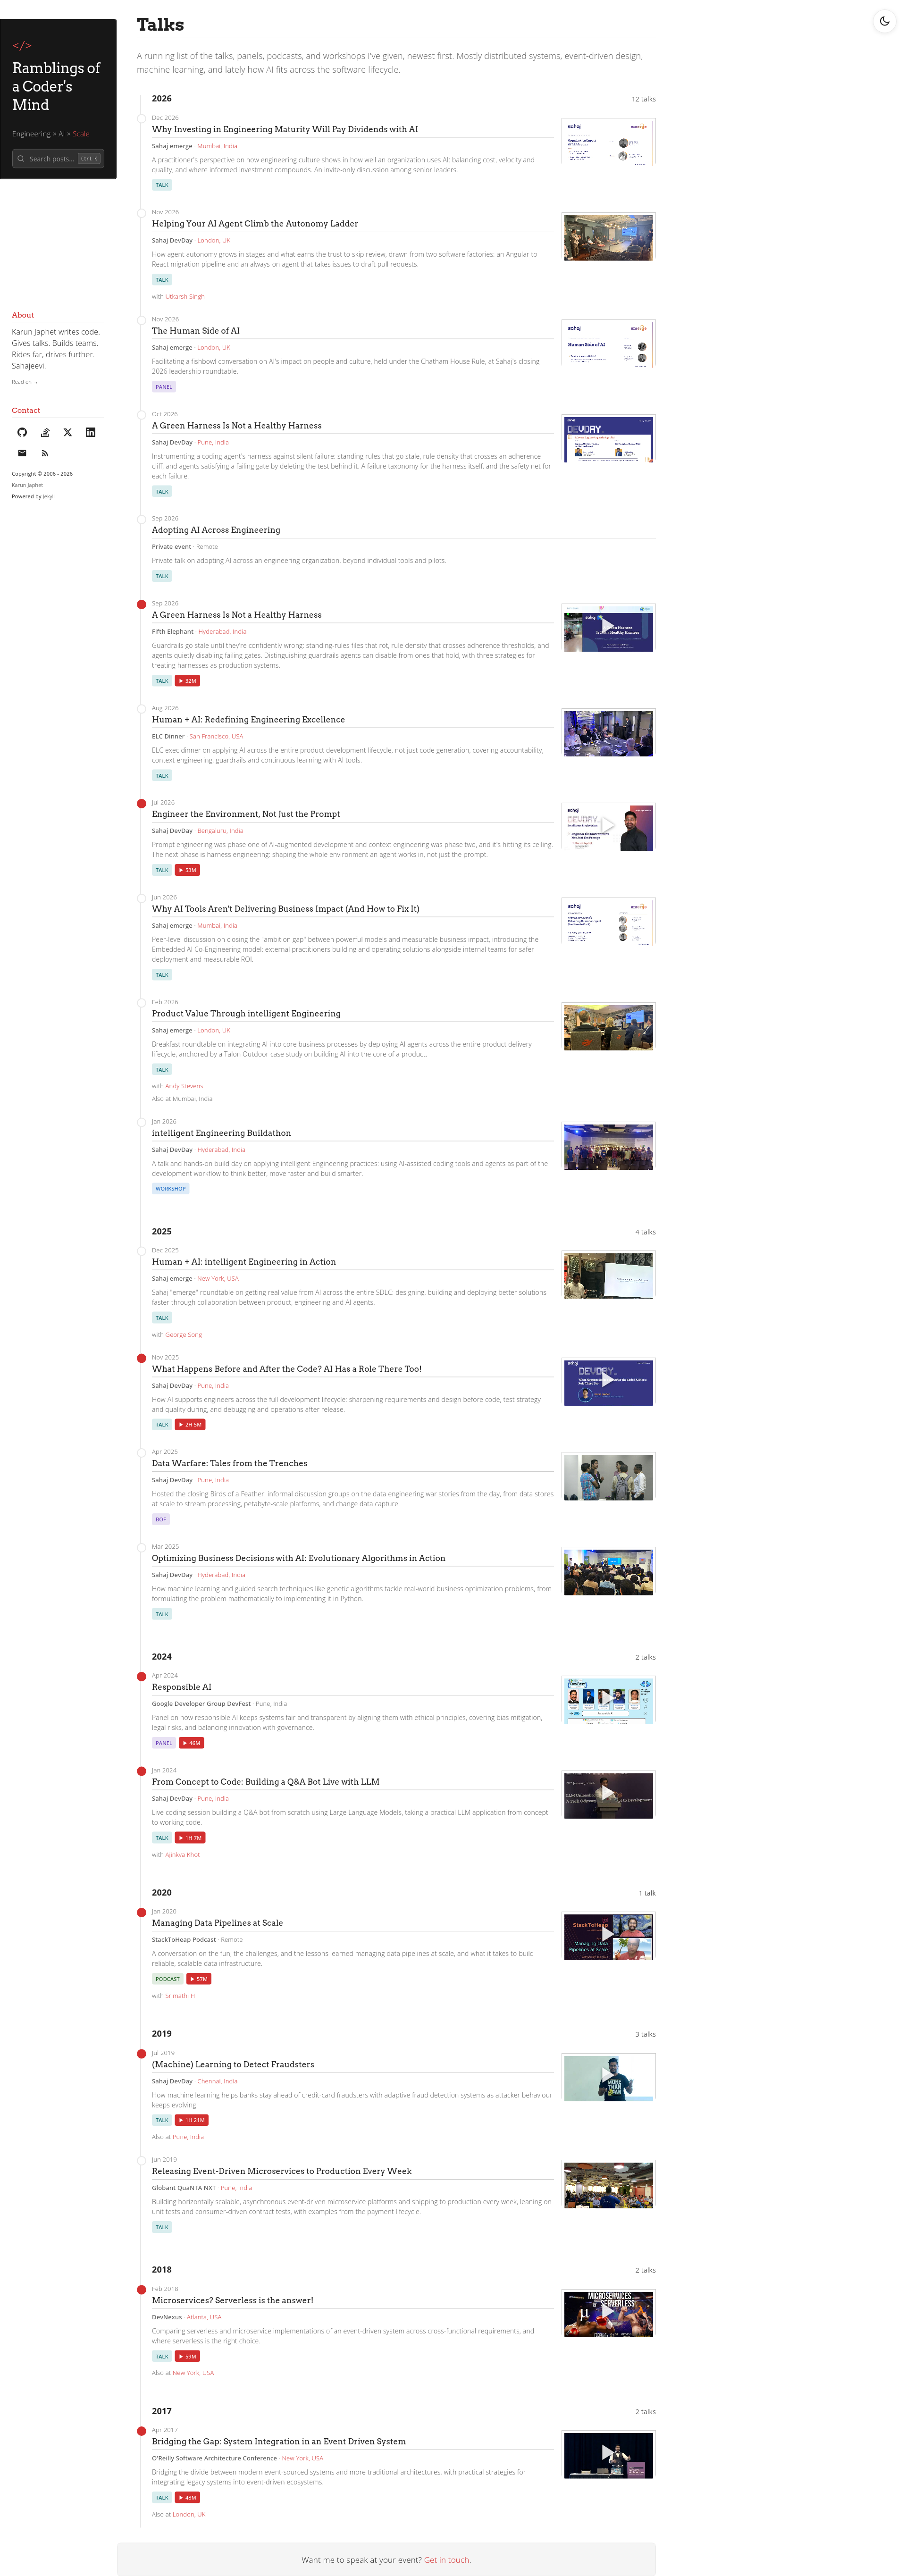 </>
Ramblings of
a Coder's
Mind
Engineering × AI × Scale
Search posts... Ctrl K
About
Karun Japhet writes code.
Gives talks. Builds teams.
Rides far, drives further.
Sahajeevi.
Read on →
Contact
Copyright © 2006 - 2026
Karun Japhet
Powered by Jekyll
Talks
A running list of the talks, panels, podcasts, and workshops I've given, newest first. Mostly distributed systems, event-driven design,
machine learning, and lately how AI fits across the software lifecycle.
2026 12 talks
Dec 2026
Why Investing in Engineering Maturity Will Pay Dividends with AI
Sahaj emerge · Mumbai, India
A practitioner's perspective on how engineering culture shows in how well an organisation uses AI: balancing cost, velocity and
quality, and where informed investment compounds. An invite-only discussion among senior leaders.
TALK
Nov 2026
Helping Your AI Agent Climb the Autonomy Ladder
Sahaj DevDay · London, UK
How agent autonomy grows in stages and what earns the trust to skip review, drawn from two software factories: an Angular to
React migration pipeline and an always-on agent that takes issues to draft pull requests.
TALK
with Utkarsh Singh
Nov 2026
The Human Side of AI
Sahaj emerge · London, UK
Facilitating a fishbowl conversation on AI's impact on people and culture, held under the Chatham House Rule, at Sahaj's closing
2026 leadership roundtable.
PANEL
sahaj
Human Side of AI
Oct 2026
A Green Harness Is Not a Healthy Harness
Sahaj DevDay · Pune, India
Instrumenting a coding agent's harness against silent failure: standing rules that go stale, rule density that crosses an adherence
cliff, and agents satisfying a failing gate by deleting the test behind it. A failure taxonomy for the harness itself, and the safety net for
each failure.
TALK
DEVDAY
Sep 2026
Adopting AI Across Engineering
Private event · Remote
Private talk on adopting AI across an engineering organization, beyond individual tools and pilots.
TALK
Sep 2026
A Green Harness Is Not a Healthy Harness
Fifth Elephant · Hyderabad, India
Guardrails go stale until they're confidently wrong: standing-rules files that rot, rule density that crosses adherence thresholds, and
agents quietly disabling failing gates. Distinguishing guardrails agents can disable from ones that hold, with three strategies for
treating harnesses as production systems.
TALK ▶ 32M
Aug 2026
Human + AI: Redefining Engineering Excellence
ELC Dinner · San Francisco, USA
ELC exec dinner on applying AI across the entire product development lifecycle, not just code generation, covering accountability,
context engineering, guardrails and continuous learning with AI tools.
TALK
Jul 2026
Engineer the Environment, Not Just the Prompt
Sahaj DevDay · Bengaluru, India
Prompt engineering was phase one of AI-augmented development and context engineering was phase two, and it's hitting its ceiling.
The next phase is harness engineering: shaping the whole environment an agent works in, not just the prompt.
TALK ▶ 53M
Jun 2026
Why AI Tools Aren't Delivering Business Impact (And How to Fix It)
Sahaj emerge · Mumbai, India
Peer-level discussion on closing the "ambition gap" between powerful models and measurable business impact, introducing the
Embedded AI Co-Engineering model: external practitioners building and operating solutions alongside internal teams for safer
deployment and measurable ROI.
TALK
Feb 2026
Product Value Through intelligent Engineering
Sahaj emerge · London, UK
Breakfast roundtable on integrating AI into core business processes by deploying AI agents across the entire product delivery
lifecycle, anchored by a Talon Outdoor case study on building AI into the core of a product.
TALK
with Andy Stevens
Also at Mumbai, India
Jan 2026
intelligent Engineering Buildathon
Sahaj DevDay · Hyderabad, India
A talk and hands-on build day on applying intelligent Engineering practices: using AI-assisted coding tools and agents as part of the
development workflow to think better, move faster and build smarter.
WORKSHOP
2025 4 talks
Dec 2025
Human + AI: intelligent Engineering in Action
Sahaj emerge · New York, USA
Sahaj "emerge" roundtable on getting real value from AI across the entire SDLC: designing, building and deploying better solutions
faster through collaboration between product, engineering and AI agents.
TALK
with George Song
Nov 2025
What Happens Before and After the Code? AI Has a Role There Too!
Sahaj DevDay · Pune, India
How AI supports engineers across the full development lifecycle: sharpening requirements and design before code, test strategy
and quality during, and debugging and operations after release.
TALK ▶ 2H 5M
Apr 2025
Data Warfare: Tales from the Trenches
Sahaj DevDay · Pune, India
Hosted the closing Birds of a Feather: informal discussion groups on the data engineering war stories from the day, from data stores
at scale to stream processing, petabyte-scale platforms, and change data capture.
BOF
Mar 2025
Optimizing Business Decisions with AI: Evolutionary Algorithms in Action
Sahaj DevDay · Hyderabad, India
How machine learning and guided search techniques like genetic algorithms tackle real-world business optimization problems, from
formulating the problem mathematically to implementing it in Python.
TALK
2024 2 talks
Apr 2024
Responsible AI
Google Developer Group DevFest · Pune, India
Panel on how responsible AI keeps systems fair and transparent by aligning them with ethical principles, covering bias mitigation,
legal risks, and balancing innovation with governance.
PANEL ▶ 46M
Jan 2024
From Concept to Code: Building a Q&A Bot Live with LLM
Sahaj DevDay · Pune, India
Live coding session building a Q&A bot from scratch using Large Language Models, taking a practical LLM application from concept
to working code.
TALK ▶ 1H 7M
with Ajinkya Khot
2020 1 talk
Jan 2020
Managing Data Pipelines at Scale
StackToHeap Podcast · Remote
A conversation on the fun, the challenges, and the lessons learned managing data pipelines at scale, and what it takes to build
reliable, scalable data infrastructure.
PODCAST ▶ 57M
with Srimathi H
StackToHeap
Managing Data
Pipelines at Scale
2019 3 talks
Jul 2019
(Machine) Learning to Detect Fraudsters
Sahaj DevDay · Chennai, India
How machine learning helps banks stay ahead of credit-card fraudsters with adaptive fraud detection systems as attacker behaviour
keeps evolving.
TALK ▶ 1H 21M
Also at Pune, India
Jun 2019
Releasing Event-Driven Microservices to Production Every Week
Globant QuaNTA NXT · Pune, India
Building horizontally scalable, asynchronous event-driven microservice platforms and shipping to production every week, leaning on
unit tests and consumer-driven contract tests, with examples from the payment lifecycle.
TALK
2018 2 talks
Feb 2018
Microservices? Serverless is the answer!
DevNexus · Atlanta, USA
Comparing serverless and microservice implementations of an event-driven system across cross-functional requirements, and
where serverless is the right choice.
TALK ▶ 59M
Also at New York, USA
2017 2 talks
Apr 2017
Bridging the Gap: System Integration in an Event Driven System
O'Reilly Software Architecture Conference · New York, USA
Bridging the divide between modern event-sourced systems and more traditional architectures, with practical strategies for
integrating legacy systems into event-driven ecosystems.
TALK ▶ 48M
Also at London, UK
Want me to speak at your event? Get in touch.